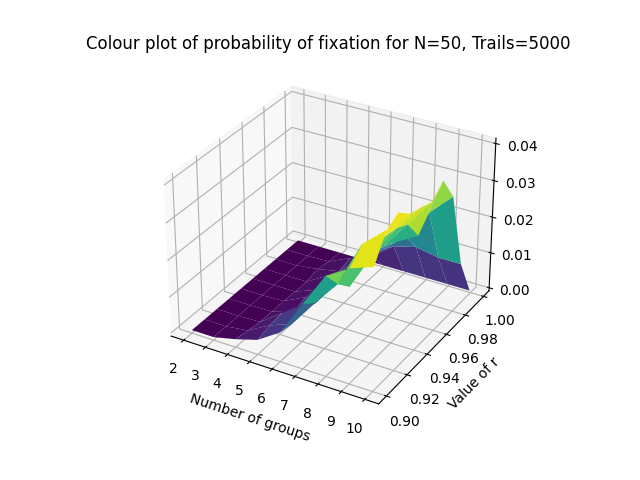 Colour plot of probability of fixation for N=50, Trails=5000
0.04
0.03
0.02
0.01
0.00
1.00
0.98
0.96
0.94
0.92
0.90
Value of r
2 3 4 5 6 7 8 9 10
Number of groups